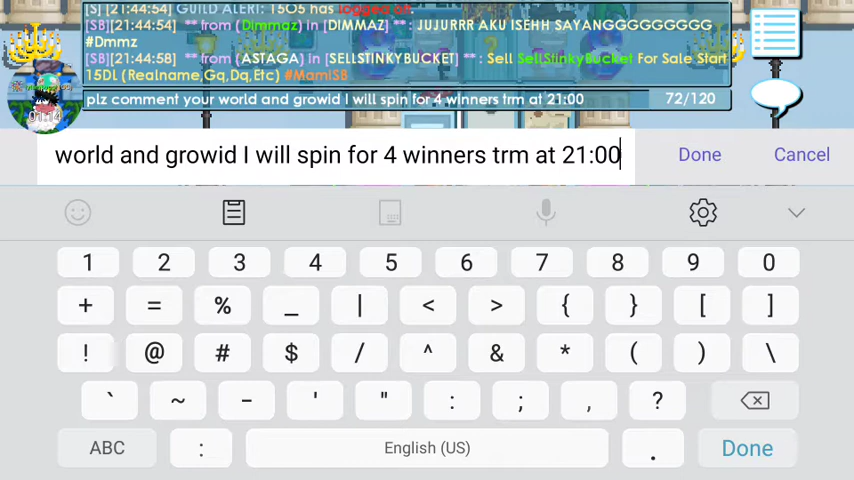 [S] [21:44:54] GUILD ALERT: 15O5 has logged off.
[SB][21:44:54] ** from (Dimmaz) in [DIMMAZ] ** : JUJURRR AKU ISEHH SAYANGGGGGGGGG
#Dmmz
[SB][21:44:58] ** from (ASTAGA) in [SELLSTINKYBUCKET] ** : Sell SellStinkyBucket For Sale Start
15DL (Realname,Gq,Dq,Etc) #MamiSB
plz comment your world and growid I will spin for 4 winners trm at 21:00 72/120
01:14
world and growid I will spin for 4 winners trm at 21:00 Done Cancel
1 2 3 4 5 6 7 8 9 0
+ = % _ | < > { } [ ]
! @ # $ / ^ & * ( ) \
` ~ - ' " : ; , ?
ABC : English (US) . Done